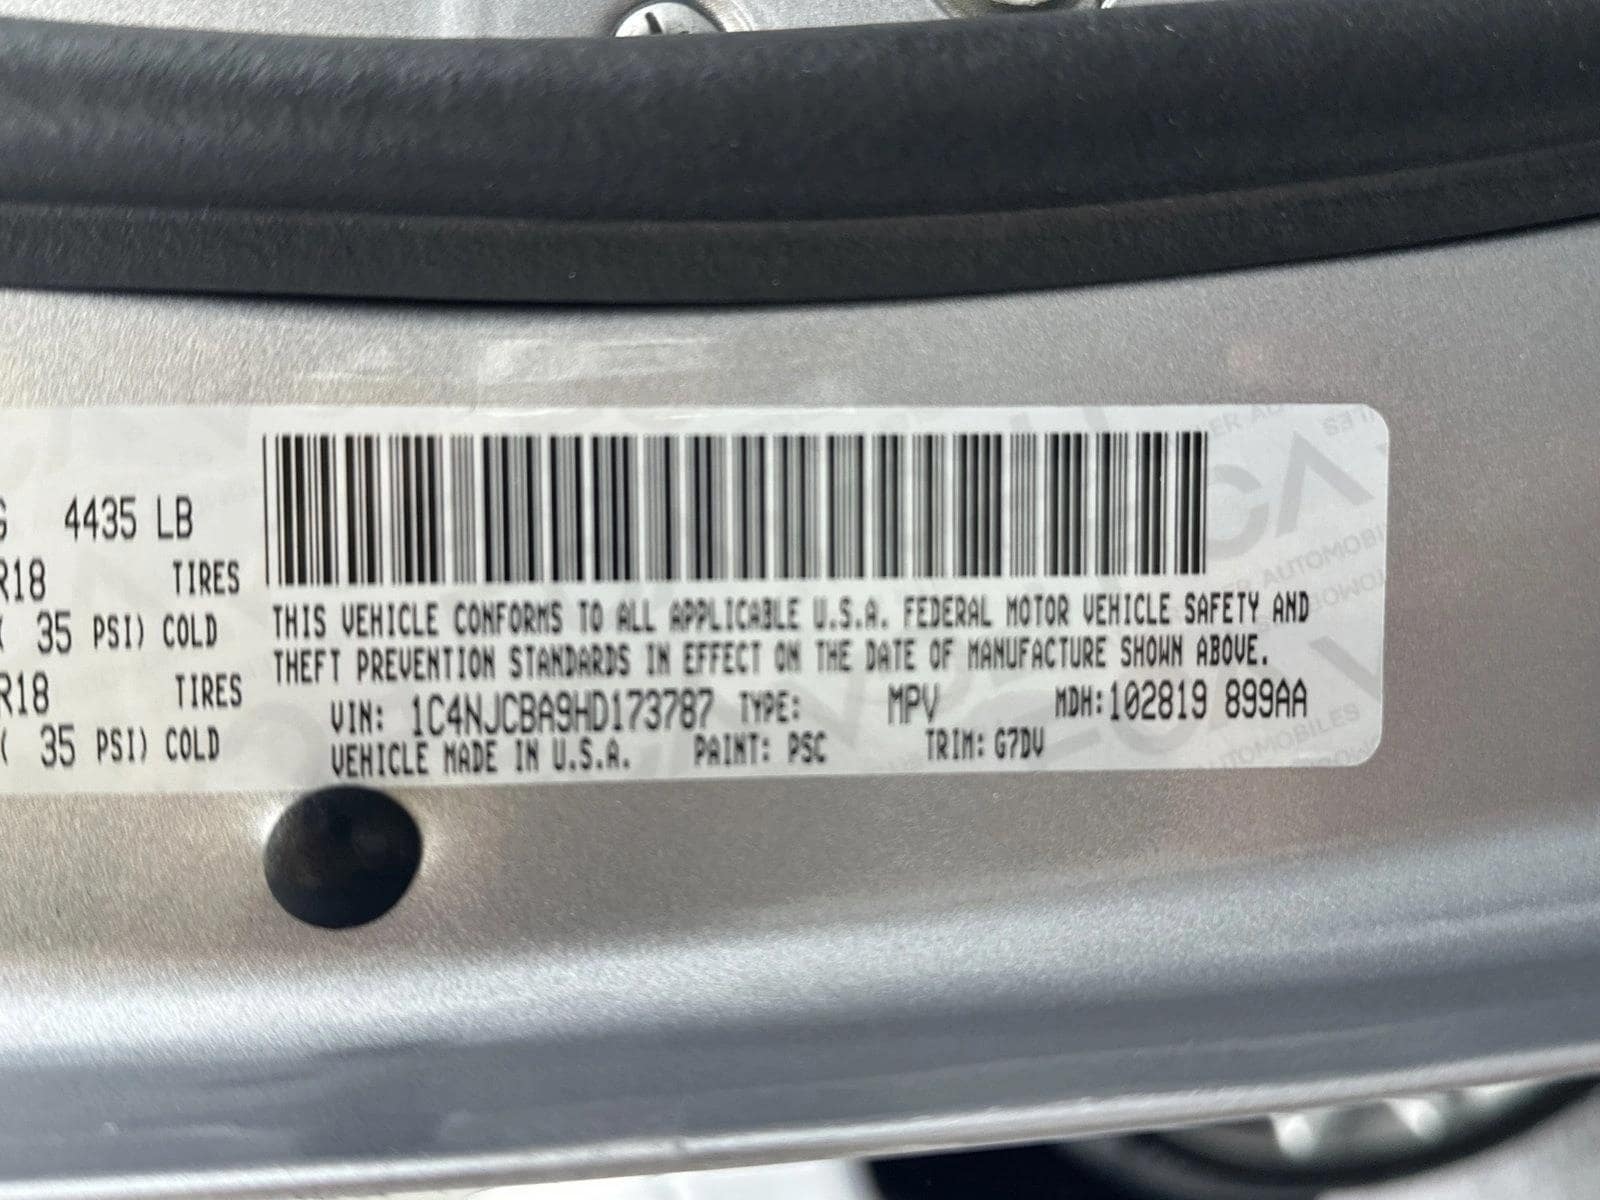 4435 LB
R18 TIRES
( 35 PSI) COLD
R18 TIRES
( 35 PSI) COLD
THIS VEHICLE CONFORMS TO ALL APPLICABLE U.S.A. FEDERAL MOTOR VEHICLE SAFETY AND
THEFT PREVENTION STANDARDS IN EFFECT ON THE DATE OF MANUFACTURE SHOWN ABOVE.
VIN: 1C4NJCBA9HD173787 TYPE: MPV MDH:102819 899AA
VEHICLE MADE IN U.S.A. PAINT: PSC TRIM: G7DV